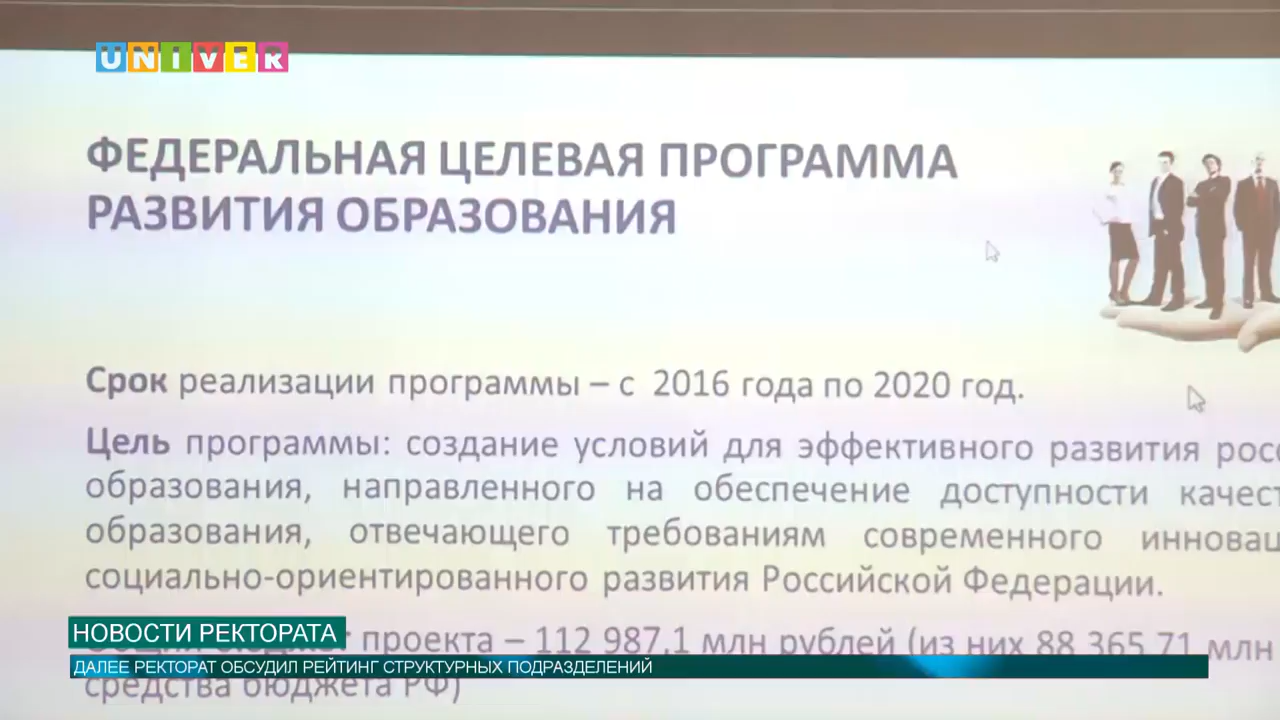 UNIVER
ФЕДЕРАЛЬНАЯ ЦЕЛЕВАЯ ПРОГРАММА
РАЗВИТИЯ ОБРАЗОВАНИЯ
Срок реализации программы – с 2016 года по 2020 год.
Цель программы: создание условий для эффективного развития
образования, направленного на обеспечение доступности
образования, отвечающего требованиям современного
социально-ориентированного развития Российской Федерации.
проекта – 112 987,1 млн рублей (из них 88 365,71 млн
НОВОСТИ РЕКТОРАТА
ДАЛЕЕ РЕКТОРАТ ОБСУДИЛ РЕЙТИНГ СТРУКТУРНЫХ ПОДРАЗДЕЛЕНИЙ
средства бюджета РФ)